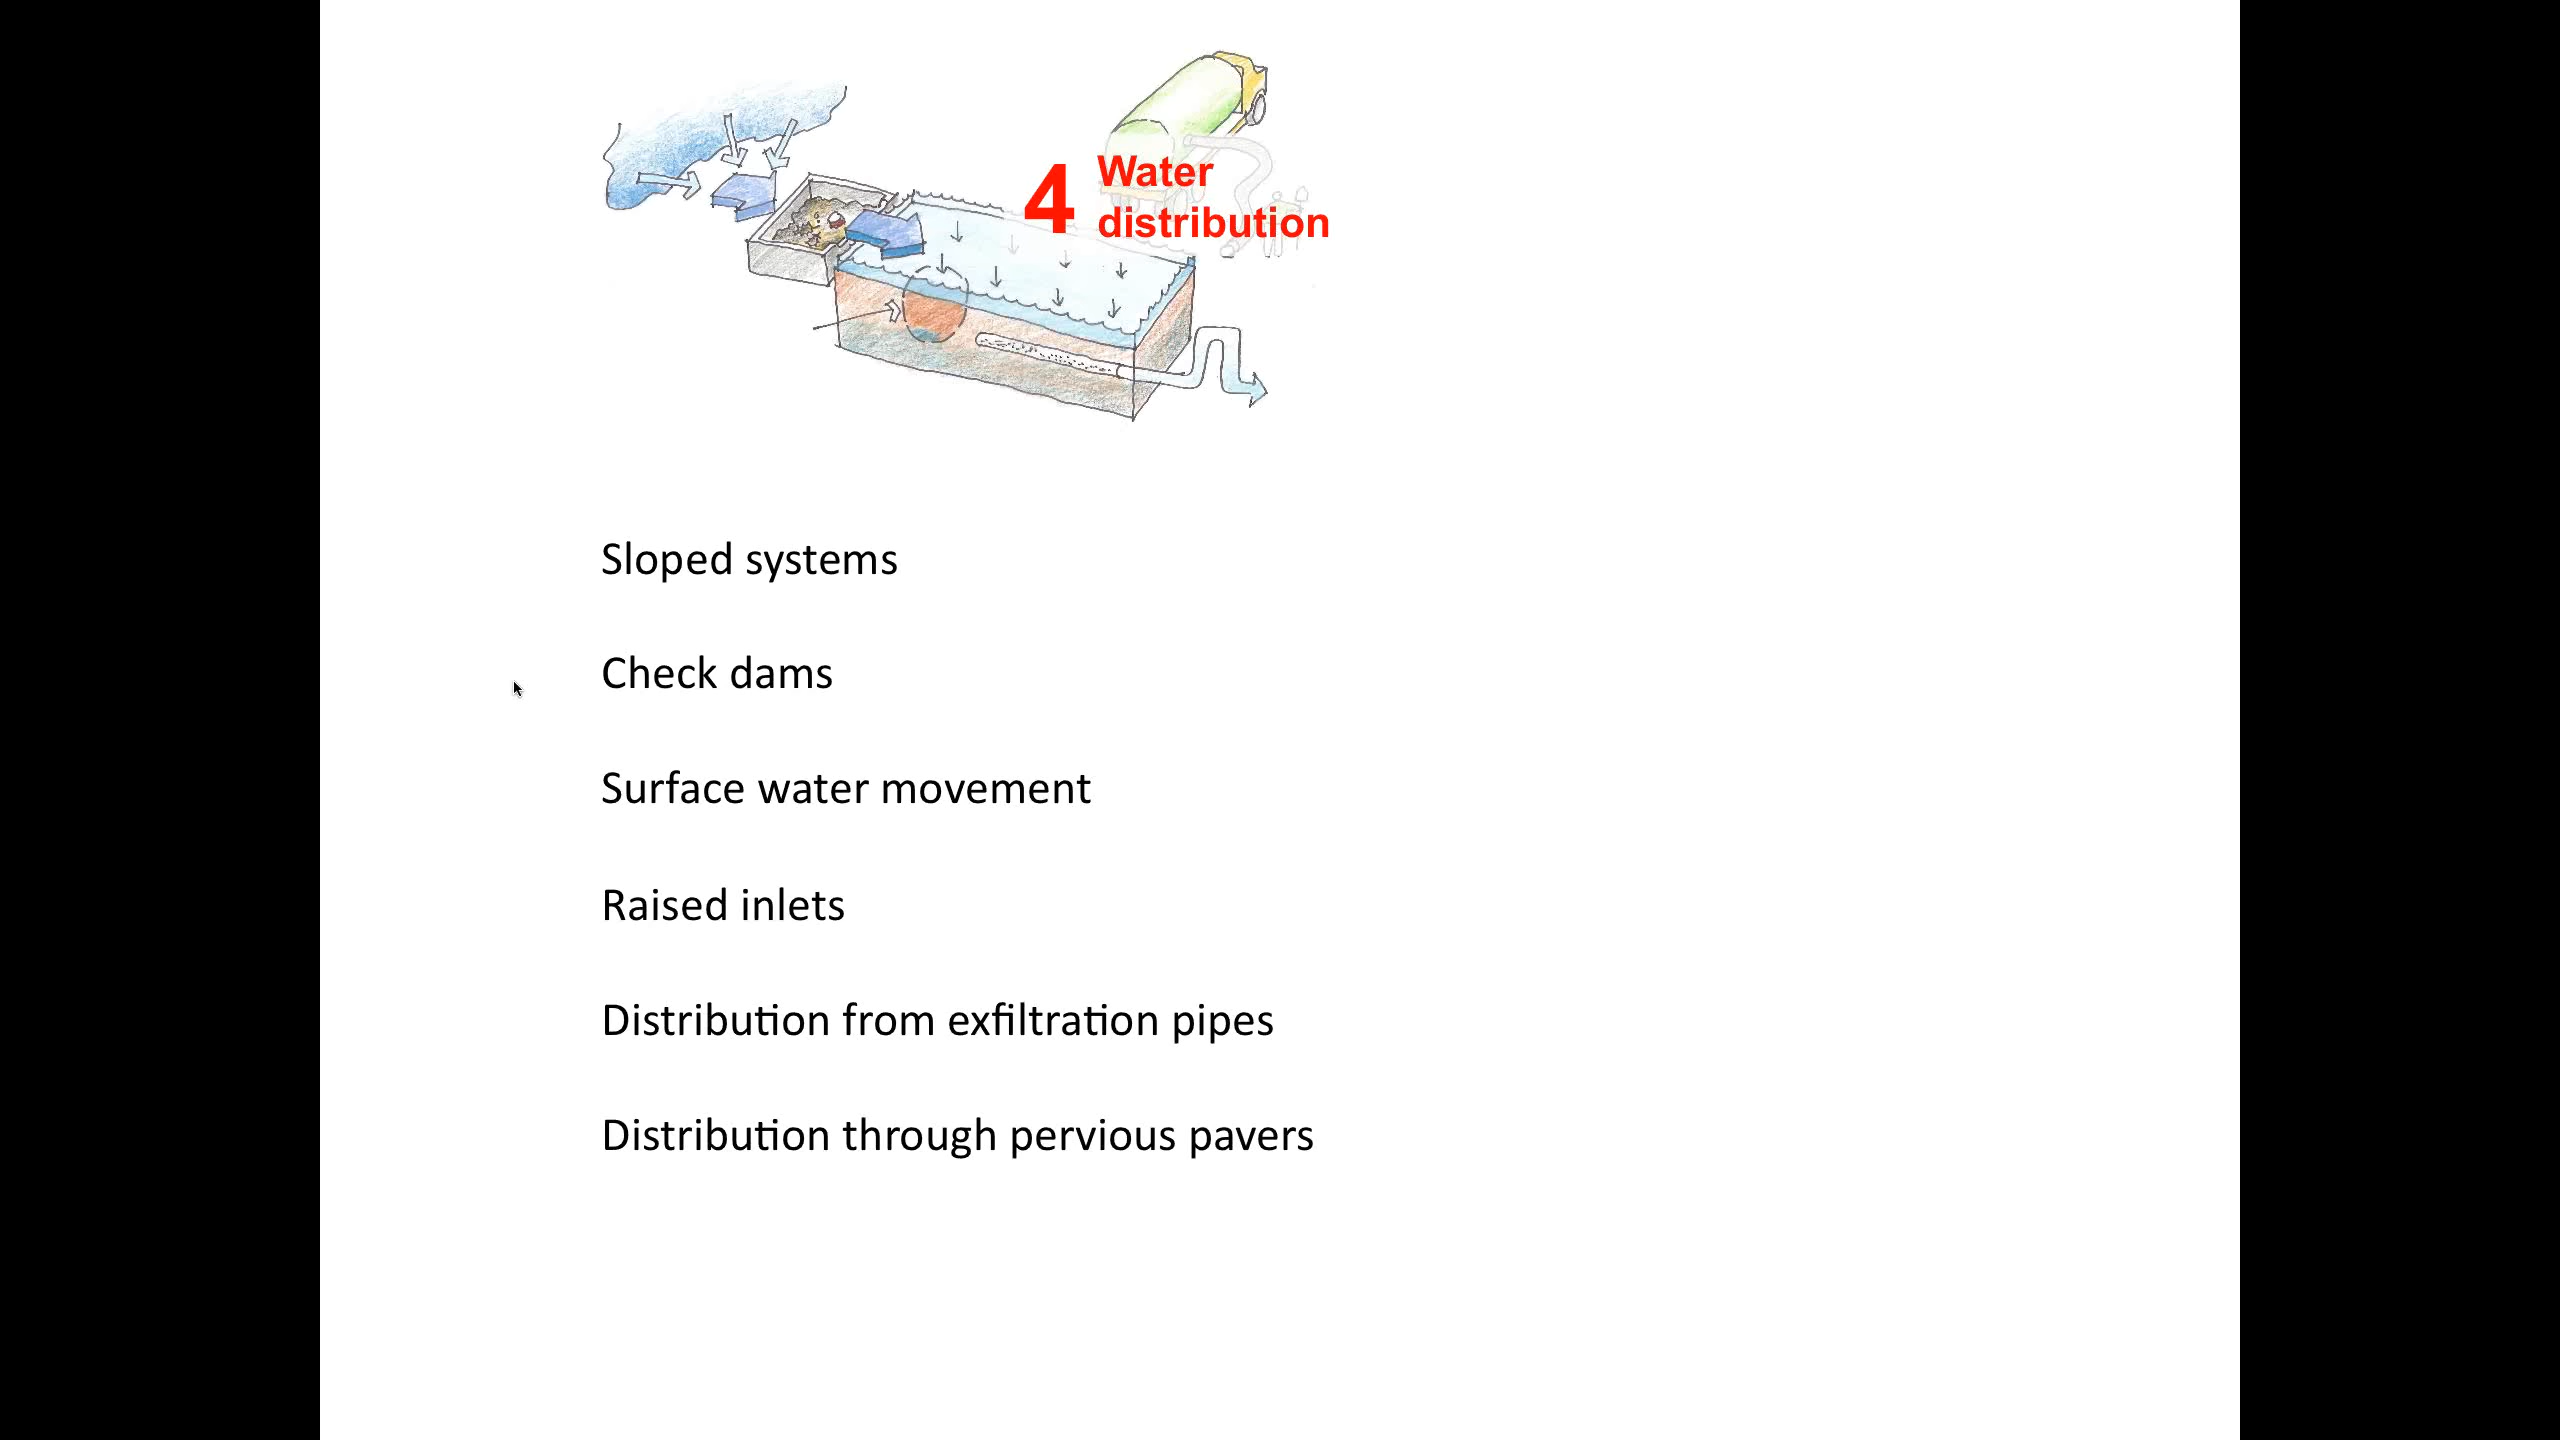 4 Water
distribution
Sloped systems
Check dams
Surface water movement
Raised inlets
Distribution from exfiltration pipes
Distribution through pervious pavers